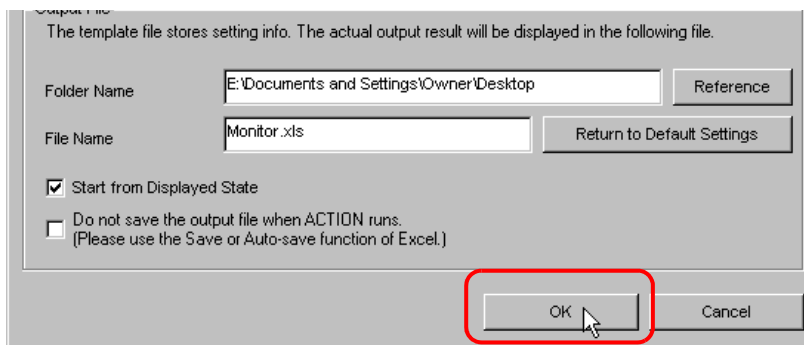 Output File
The template file stores setting info. The actual output result will be displayed in the following file.
Folder Name
E:\Documents and Settings\Owner\Desktop
Reference
File Name
Monitor.xls
Return to Default Settings
Start from Displayed State
Do not save the output file when ACTION runs.
(Please use the Save or Auto-save function of Excel.)
OK
Cancel